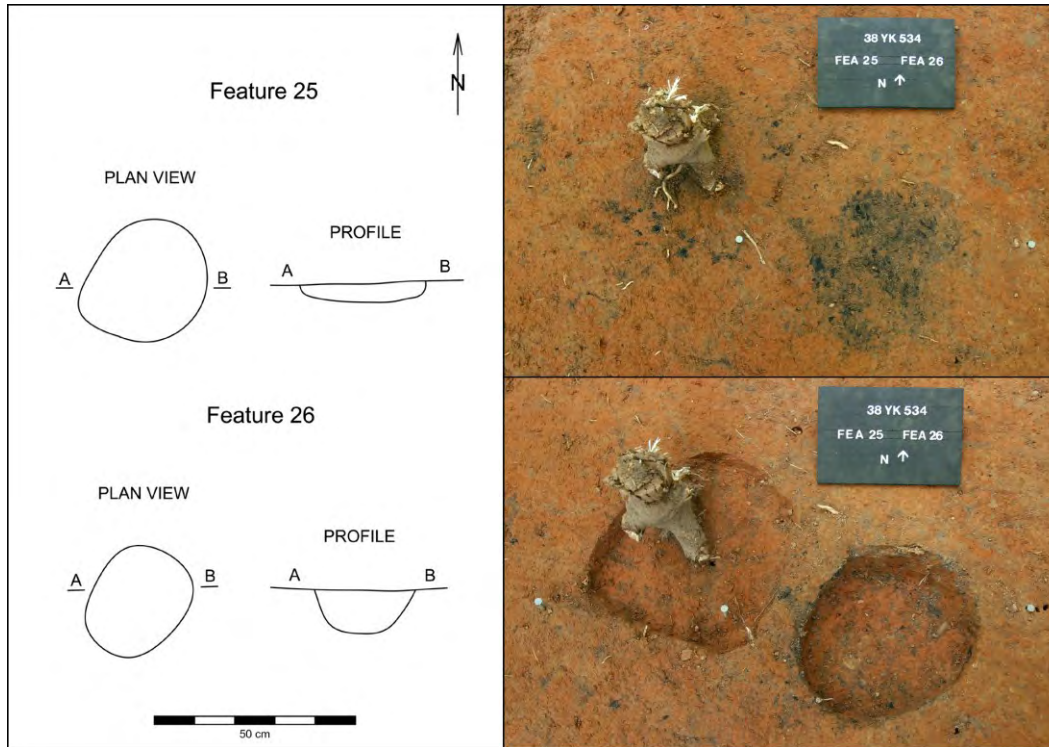 Feature 25
N
PLAN VIEW
A B
PROFILE
A B
Feature 26
PLAN VIEW
A B
PROFILE
A B
50 cm
38 YK 534
FEA 25 FEA 26
N ↑
38 YK 534
FEA 25 FEA 26
N ↑